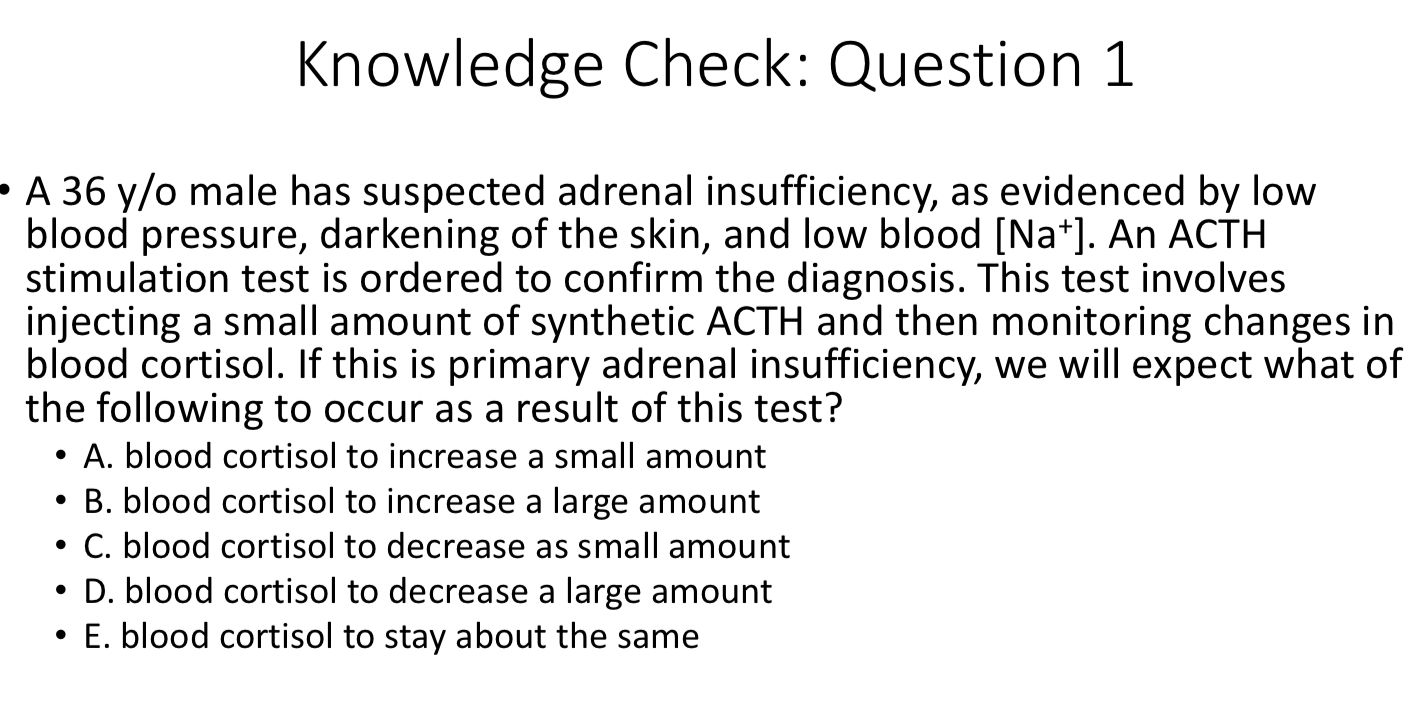 Knowledge Check: Question 1
• A 36 y/o male has suspected adrenal insufficiency, as evidenced by low
blood pressure, darkening of the skin, and low blood [Na⁺]. An ACTH
stimulation test is ordered to confirm the diagnosis. This test involves
injecting a small amount of synthetic ACTH and then monitoring changes in
blood cortisol. If this is primary adrenal insufficiency, we will expect what of
the following to occur as a result of this test?
• A. blood cortisol to increase a small amount
• B. blood cortisol to increase a large amount
• C. blood cortisol to decrease as small amount
• D. blood cortisol to decrease a large amount
• E. blood cortisol to stay about the same